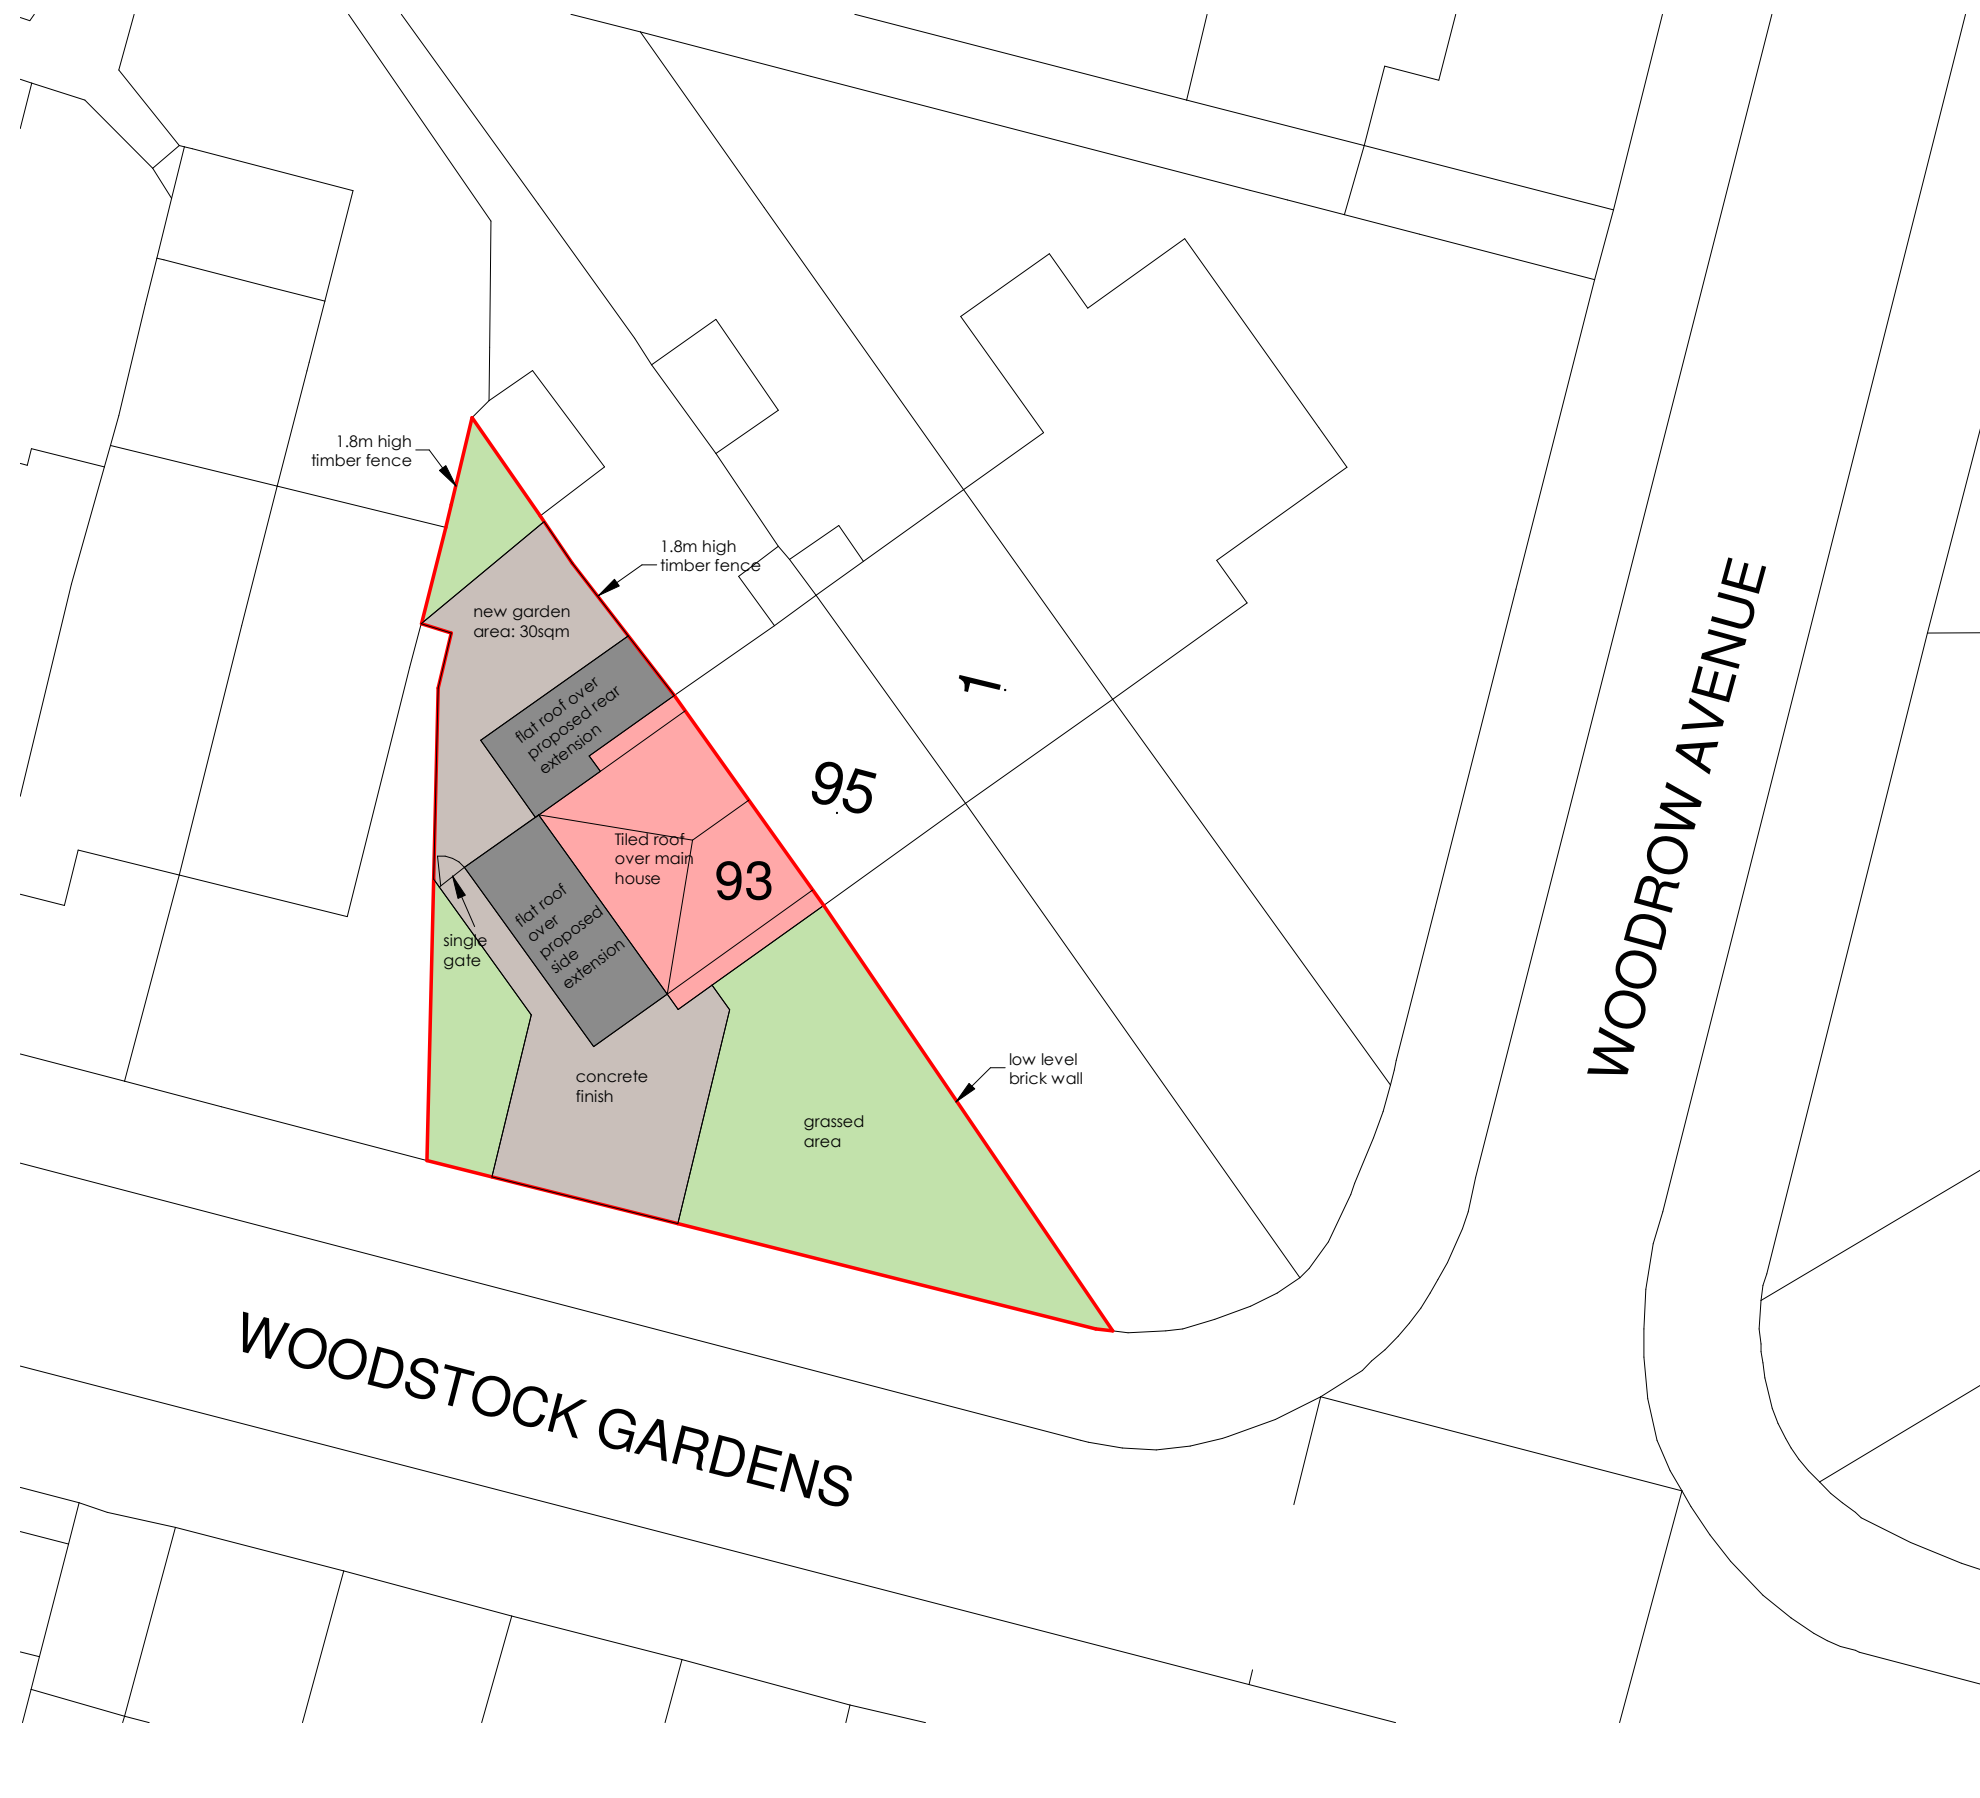 1.8m high
timber fence
1.8m high
timber fence
new garden
area: 30sqm
flat roof over
proposed rear
extension
1
95
Tiled roof
over main
house
93
flat roof
over
proposed
side
extension
single
gate
concrete
finish
low level
brick wall
grassed
area
WOODROW AVENUE
WOODSTOCK GARDENS